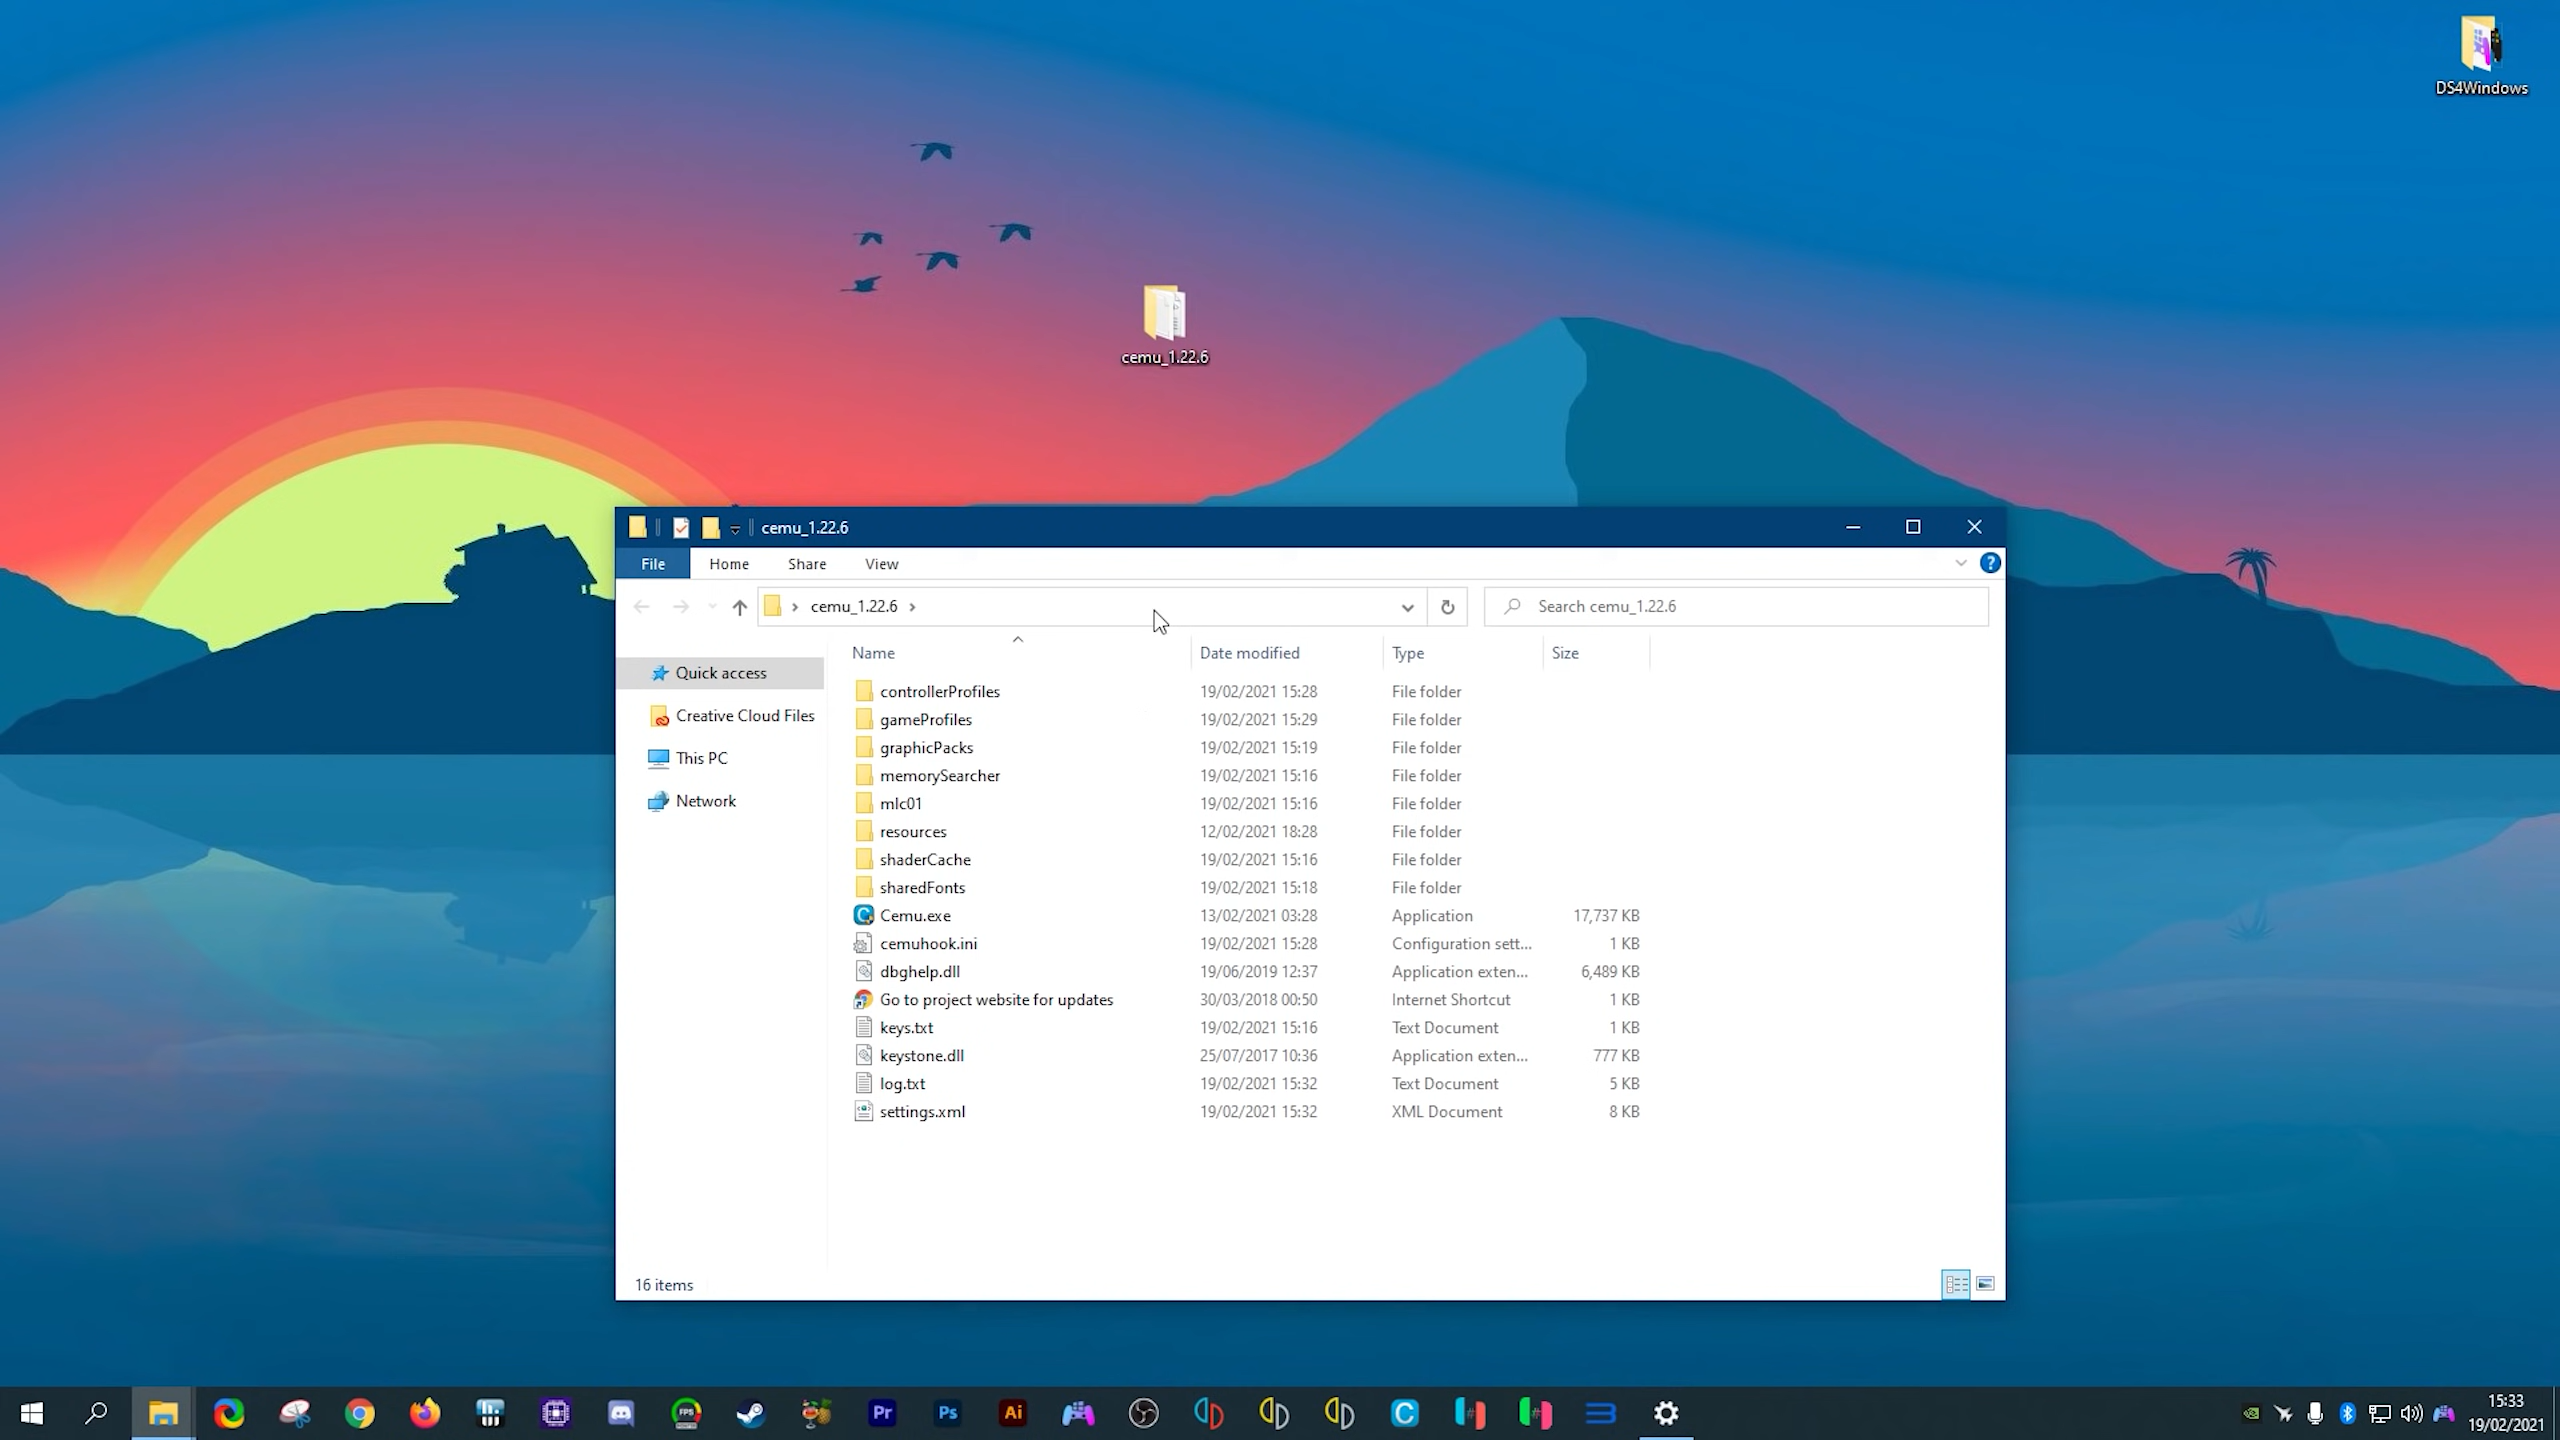 DS4Windows
cemu_1.22.6
cemu_1.22.6
File Home Share View
cemu_1.22.6
Search cemu_1.22.6
Name Date modified Type Size
Quick access
Creative Cloud Files
This PC
Network
controllerProfiles 19/02/2021 15:28 File folder
gameProfiles 19/02/2021 15:29 File folder
graphicPacks 19/02/2021 15:19 File folder
memorySearcher 19/02/2021 15:16 File folder
mlc01 19/02/2021 15:16 File folder
resources 12/02/2021 18:28 File folder
shaderCache 19/02/2021 15:16 File folder
sharedFonts 19/02/2021 15:18 File folder
Cemu.exe 13/02/2021 03:28 Application 17,737 KB
cemuhook.ini 19/02/2021 15:28 Configuration sett... 1 KB
dbghelp.dll 19/06/2019 12:37 Application exten... 6,489 KB
Go to project website for updates 30/03/2018 00:50 Internet Shortcut 1 KB
keys.txt 19/02/2021 15:16 Text Document 1 KB
keystone.dll 25/07/2017 10:36 Application exten... 777 KB
log.txt 19/02/2021 15:32 Text Document 5 KB
settings.xml 19/02/2021 15:32 XML Document 8 KB
16 items
FPS Pr Ps Ai
15:33
19/02/2021